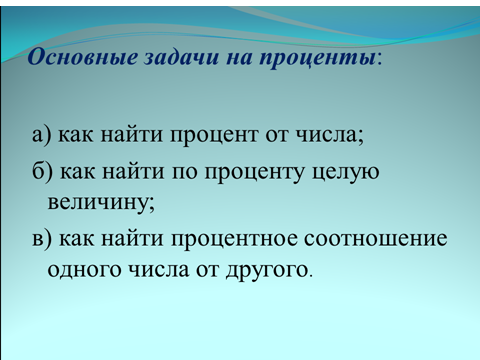 Основные задачи на проценты:
а) как найти процент от числа;
б) как найти по проценту целую
величину;
в) как найти процентное соотношение
одного числа от другого.